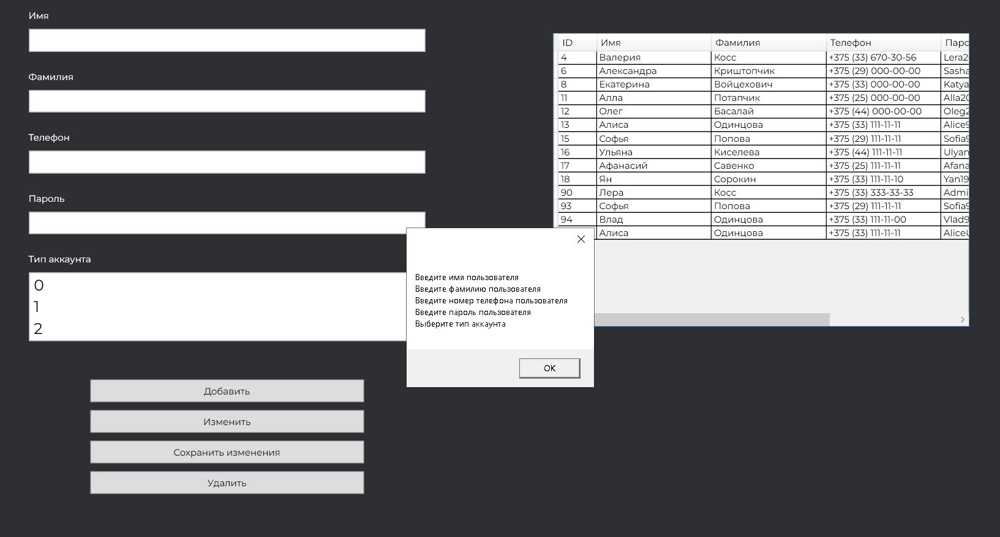 Имя
Фамилия
Телефон
Пароль
Тип аккаунта
0
1
2
Добавить
Изменить
Сохранить изменения
Удалить
ID Имя Фамилия Телефон Паро
4 Валерия Косс +375 (33) 670-30-56 Lera2
6 Александра Криштопчик +375 (29) 000-00-00 Sasha
8 Екатерина Войцехович +375 (33) 000-00-00 Katya
11 Алла Потапчик +375 (25) 000-00-00 Alla20
12 Олег Басалай +375 (44) 000-00-00 Oleg2
13 Алиса Одинцова +375 (33) 111-11-11 Alice9
15 Софья Попова +375 (29) 111-11-11 Sofia9
16 Ульяна Киселева +375 (44) 111-11-11 Ulyan
17 Афанасий Савенко +375 (25) 111-11-11 Afana
18 Ян Сорокин +375 (33) 111-11-10 Yan19
90 Лера Косс +375 (33) 333-33-33 Admi
93 Софья Попова +375 (29) 111-11-11 Sofia9
94 Влад Одинцова +375 (33) 111-11-00 Vlad9
Алиса Одинцова +375 (33) 111-11-11 AliceU
Введите имя пользователя
Введите фамилию пользователя
Введите номер телефона пользователя
Введите пароль пользователя
Выберите тип аккаунта
OK